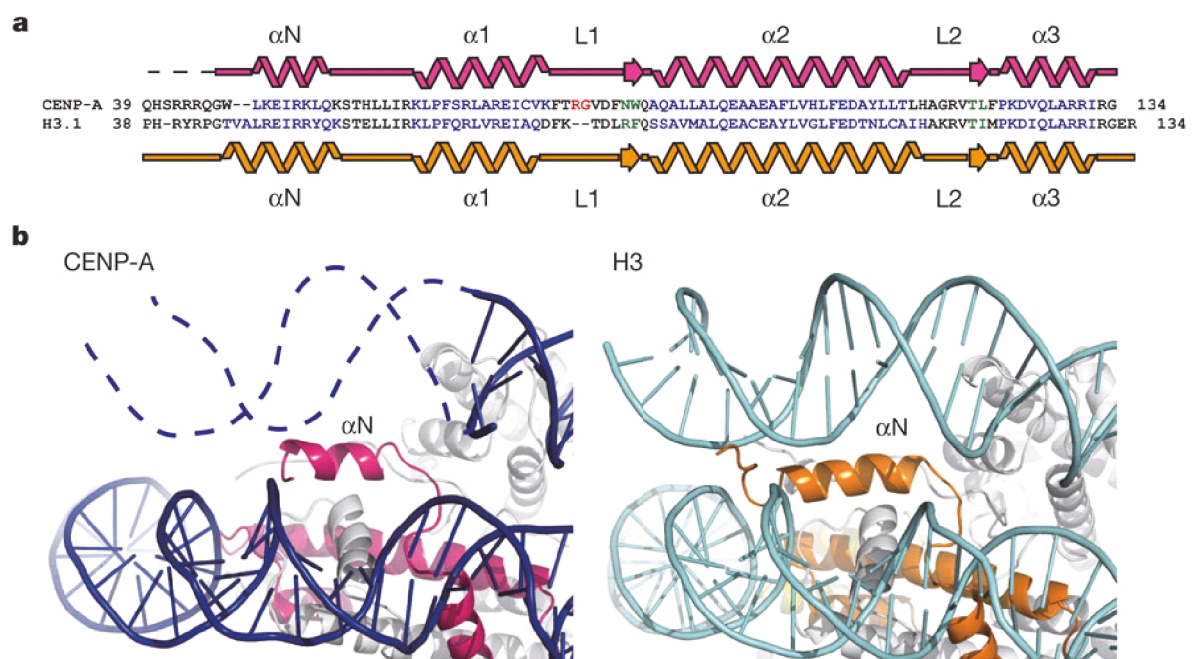 a
αN α1 L1 α2 L2 α3
CENP-A 39 QHSRRRQGW--LKEIRKLQKSTHLLIRKLPFSRLAREICVKFTRGVDFNWQAQALLALQEAAEAFLVHLFEDAYLLTLHAGRVTLFPKDVQLARRIRG 134
H3.1 38 PH-RYRPGTVALREIRRYQKSTELLIRKLPFQRLVREIAQDFK--TDLRFQSSAVMALQEACEAYLVGLFEDTNLCAIHAKRVTIMPKDIQLARRIRGER 134
αN α1 L1 α2 L2 α3
b
CENP-A
H3
αN
αN